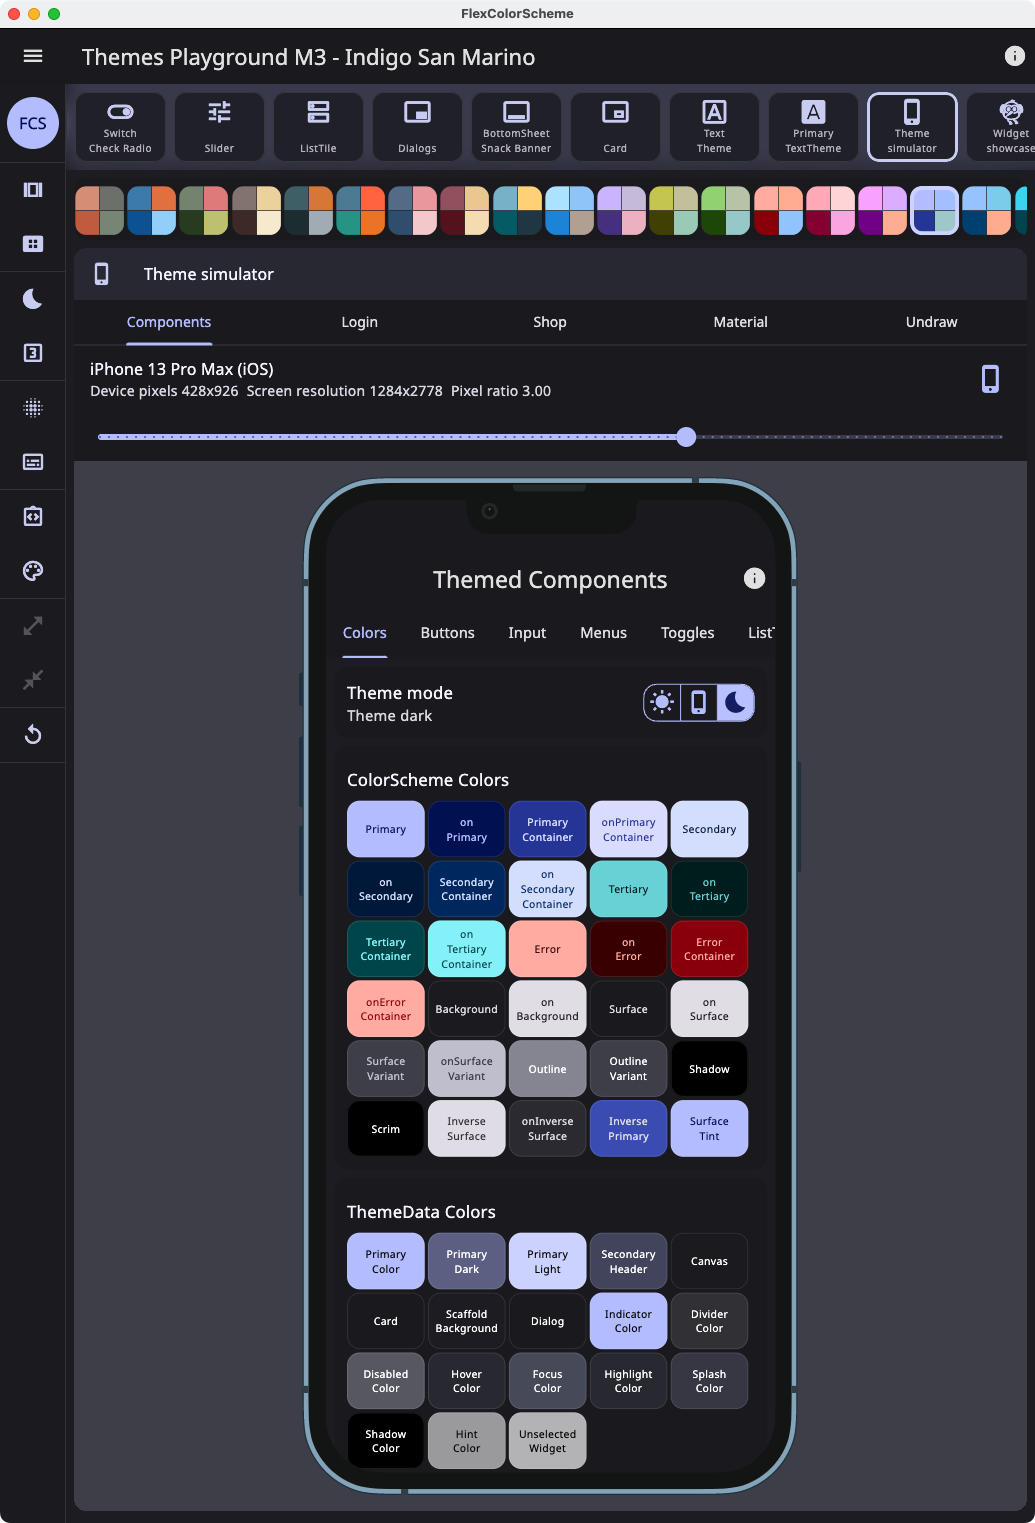 FlexColorScheme
Themes Playground M3 - Indigo San Marino
FCS
Switch
Check Radio
Slider
ListTile
Dialogs
BottomSheet
Snack Banner
Card
Text
Theme
Primary
TextTheme
Theme
simulator
Widget
showcase
Theme simulator
Components
Login
Shop
Material
Undraw
iPhone 13 Pro Max (iOS)
Device pixels 428x926 Screen resolution 1284x2778 Pixel ratio 3.00
Themed Components
Colors
Buttons
Input
Menus
Toggles
List
Theme mode
Theme dark
ColorScheme Colors
Primary
on
Primary
Primary
Container
onPrimary
Container
Secondary
on
Secondary
Secondary
Container
on
Secondary
Container
Tertiary
on
Tertiary
Tertiary
Container
on
Tertiary
Container
Error
on
Error
Error
Container
onError
Container
Background
on
Background
Surface
on
Surface
Surface
Variant
onSurface
Variant
Outline
Outline
Variant
Shadow
Scrim
Inverse
Surface
onInverse
Surface
Inverse
Primary
Surface
Tint
ThemeData Colors
Primary
Color
Primary
Dark
Primary
Light
Secondary
Header
Canvas
Card
Scaffold
Background
Dialog
Indicator
Color
Divider
Color
Disabled
Color
Hover
Color
Focus
Color
Highlight
Color
Splash
Color
Shadow
Color
Hint
Color
Unselected
Widget